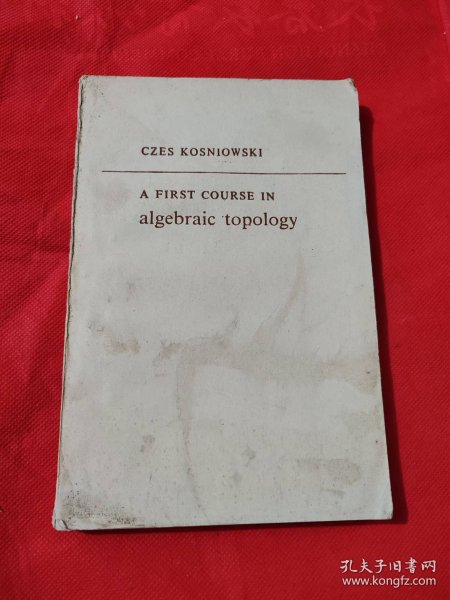 CZES KOSNIOWSKI
A FIRST COURSE IN
algebraic topology
孔夫子旧书网
www.kongfz.com